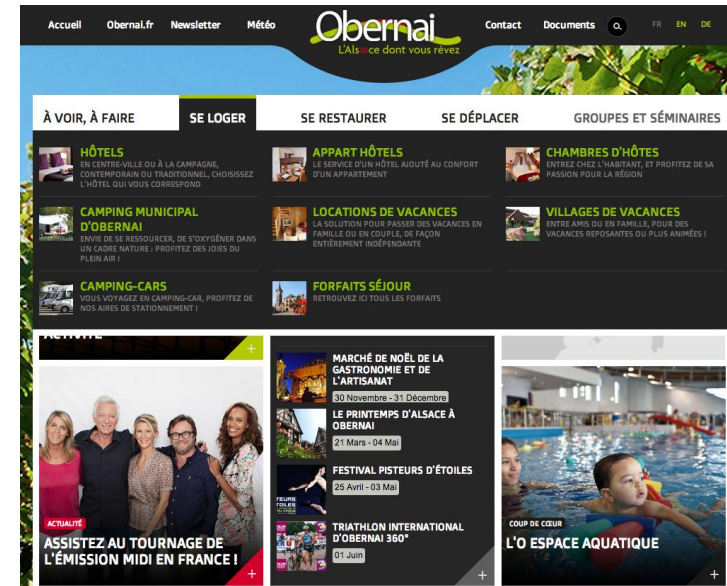 Accueil
Obernai.fr
Newsletter
Météo
Obernai
L'Alsace dont vous rêvez
Contact
Documents
FR
EN
DE
À VOIR, À FAIRE
SE LOGER
SE RESTAURER
SE DÉPLACER
GROUPES ET SÉMINAIRES
HÔTELS
EN CENTRE-VILLE OU À LA CAMPAGNE,
CONTEMPORAIN OU TRADITIONNEL, CHOISISSEZ
L'HÔTEL QUI VOUS CORRESPOND
APPART HÔTELS
LE SERVICE D'UN HÔTEL AJOUTÉ AU CONFORT
D'UN APPARTEMENT
CHAMBRES D'HÔTES
ENTREZ CHEZ L'HABITANT, ET PROFITEZ DE SA
PASSION POUR LA RÉGION
CAMPING MUNICIPAL
D'OBERNAI
ENVIE DE SE RESSOURCER, DE S'OXYGÉNER DANS
UN CADRE NATURE : PROFITEZ DES JOIES DU
PLEIN AIR !
LOCATIONS DE VACANCES
LA SOLUTION POUR PASSER DES VACANCES EN
FAMILLE OU EN COUPLE, DE FAÇON
ENTIÈREMENT INDÉPENDANTE
VILLAGES DE VACANCES
ENTRE AMIS OU EN FAMILLE, POUR DES
VACANCES REPOSANTES OU PLUS ANIMÉES !
CAMPING-CARS
VOUS VOYAGEZ EN CAMPING-CAR, PROFITEZ DE
NOS AIRES DE STATIONNEMENT !
FORFAITS SÉJOUR
RETROUVEZ ICI TOUS LES FORFAITS
ACTIVITÉ
+
ACTUALITÉ
ASSISTEZ AU TOURNAGE DE
L'ÉMISSION MIDI EN FRANCE !
+
MARCHÉ DE NOËL DE LA
GASTRONOMIE ET DE
L'ARTISANAT
30 Novembre - 31 Décembre
LE PRINTEMPS D'ALSACE À
OBERNAI
21 Mars - 04 Mai
FESTIVAL PISTEURS D'ÉTOILES
25 Avril - 03 Mai
TRIATHLON INTERNATIONAL
D'OBERNAI 360°
01 Juin
+
COUP DE CŒUR
L'O ESPACE AQUATIQUE
+